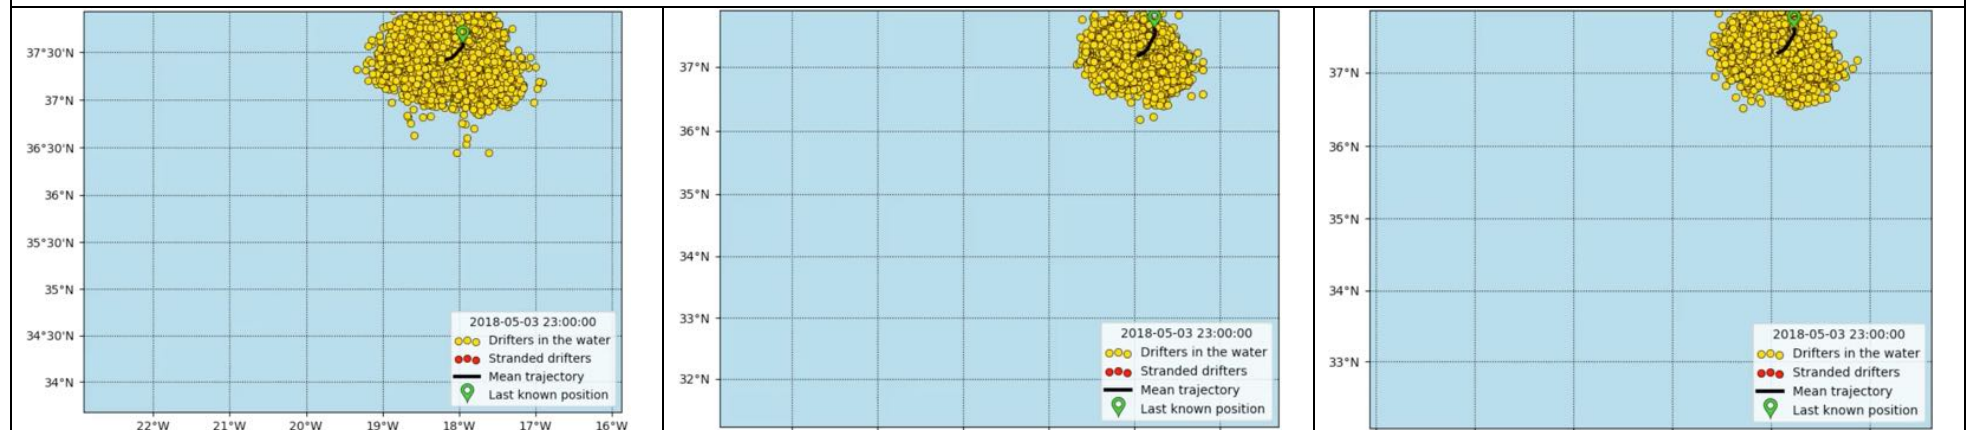 37°30'N
37°N
36°30'N
36°N
35°30'N
35°N
34°30'N
34°N
22°W 21°W 20°W 19°W 18°W 17°W 16°W
2018-05-03 23:00:00
Drifters in the water
Stranded drifters
Mean trajectory
Last known position
37°N
36°N
35°N
34°N
33°N
32°N
2018-05-03 23:00:00
Drifters in the water
Stranded drifters
Mean trajectory
Last known position
37°N
36°N
35°N
34°N
33°N
2018-05-03 23:00:00
Drifters in the water
Stranded drifters
Mean trajectory
Last known position